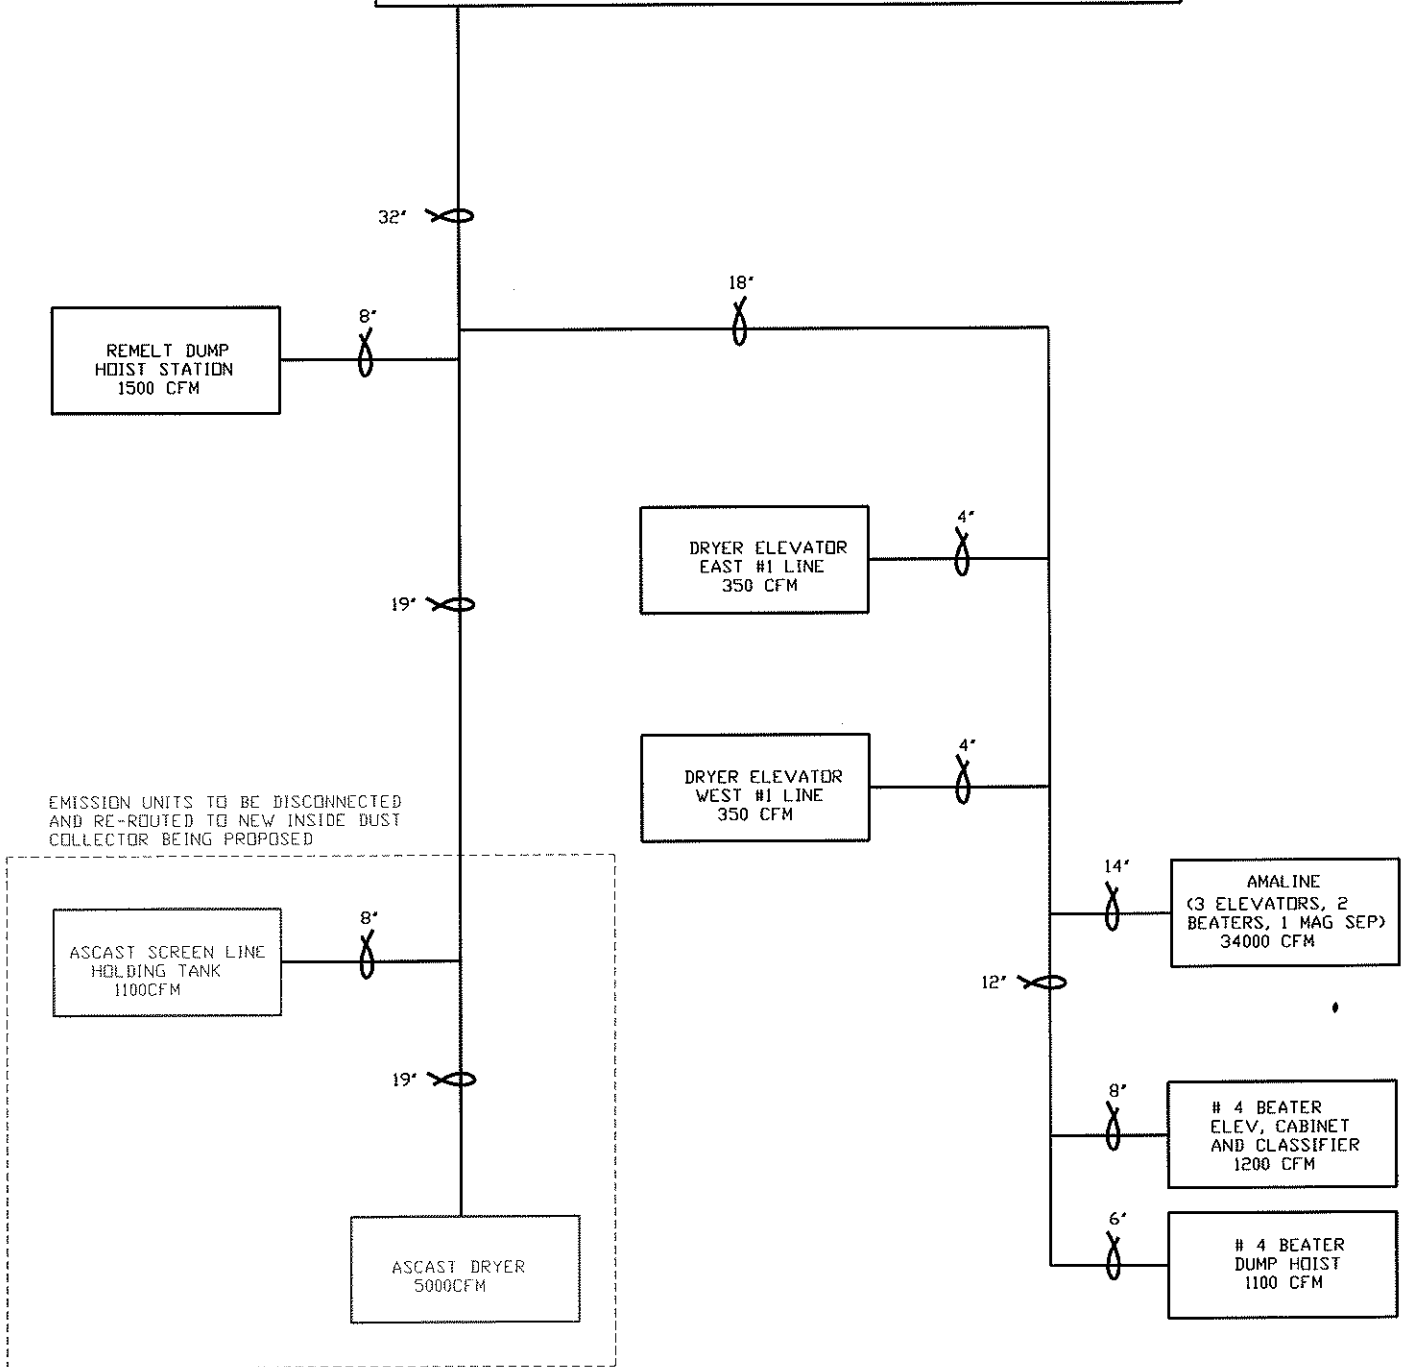 32"
18"
8"
REMELT DUMP
HOIST STATION
1500 CFM
4"
DRYER ELEVATOR
EAST #1 LINE
350 CFM
19"
4"
DRYER ELEVATOR
WEST #1 LINE
350 CFM
EMISSION UNITS TO BE DISCONNECTED
AND RE-ROUTED TO NEW INSIDE DUST
COLLECTOR BEING PROPOSED
14"
AMALINE
(3 ELEVATORS, 2
BEATERS, 1 MAG SEP)
34000 CFM
8"
ASCAST SCREEN LINE
HOLDING TANK
1100CFM
12"
19"
8"
# 4 BEATER
ELEV, CABINET
AND CLASSIFIER
1200 CFM
6"
# 4 BEATER
DUMP HOIST
1100 CFM
ASCAST DRYER
5000CFM